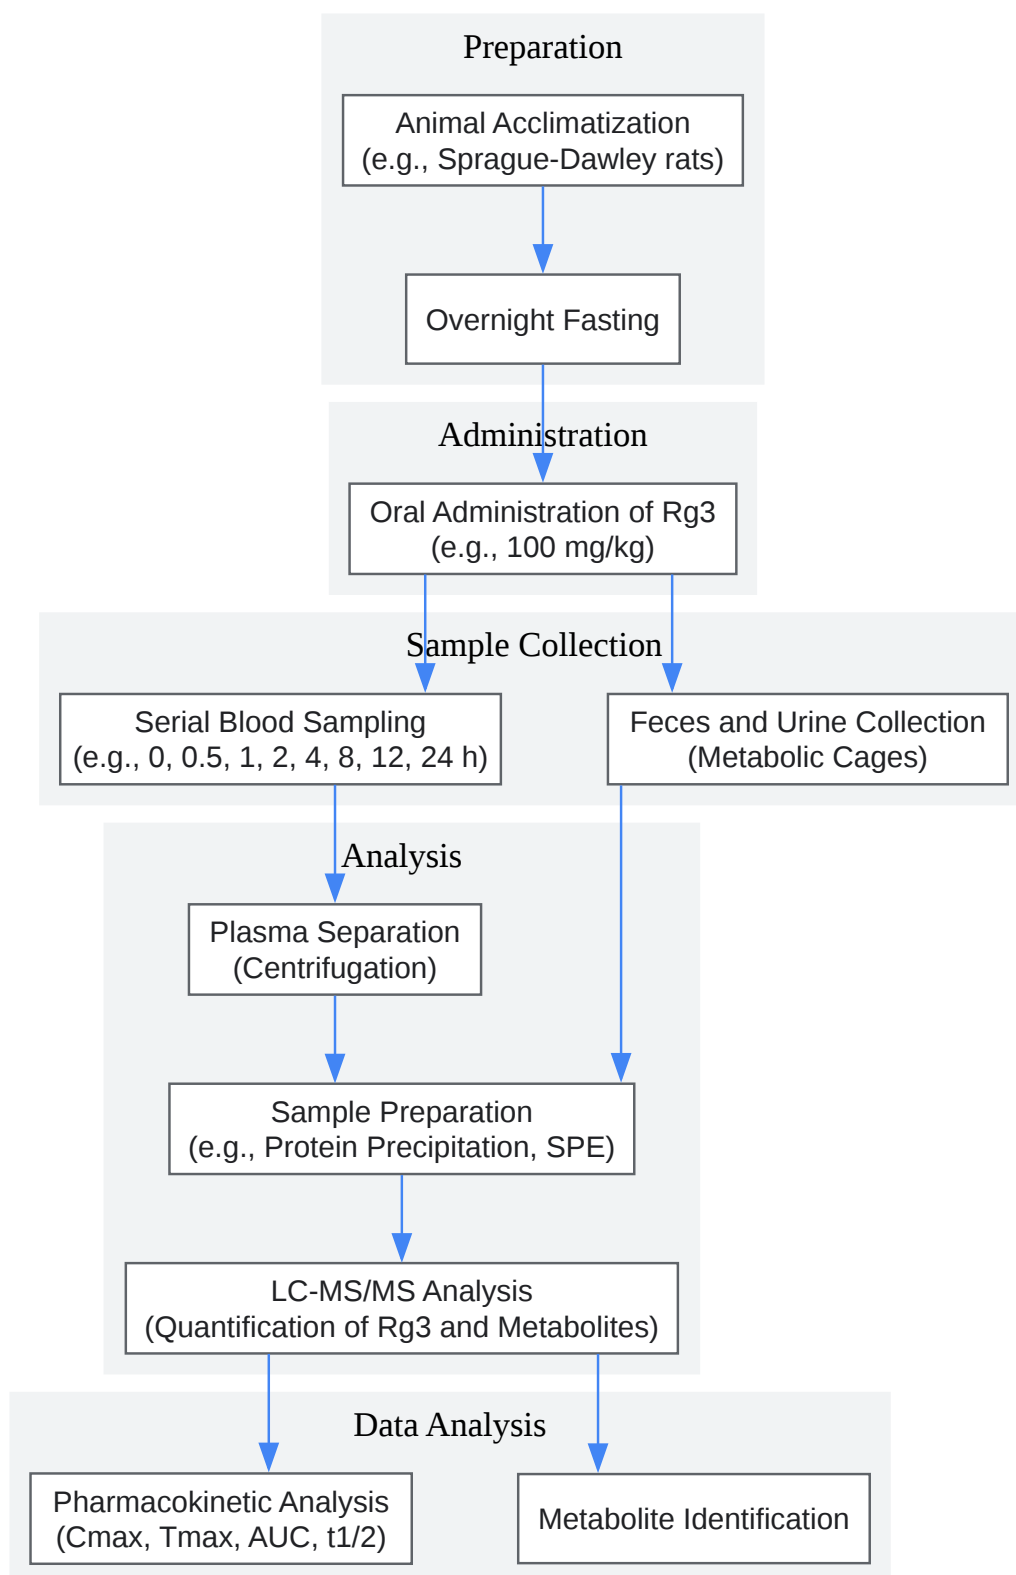 Preparation
Animal Acclimatization
(e.g., Sprague-Dawley rats)
Overnight Fasting
Administration
Oral Administration of Rg3
(e.g., 100 mg/kg)
Sample Collection
Serial Blood Sampling
(e.g., 0, 0.5, 1, 2, 4, 8, 12, 24 h)
Feces and Urine Collection
(Metabolic Cages)
Analysis
Plasma Separation
(Centrifugation)
Sample Preparation
(e.g., Protein Precipitation, SPE)
LC-MS/MS Analysis
(Quantification of Rg3 and Metabolites)
Data Analysis
Pharmacokinetic Analysis
(Cmax, Tmax, AUC, t1/2)
Metabolite Identification